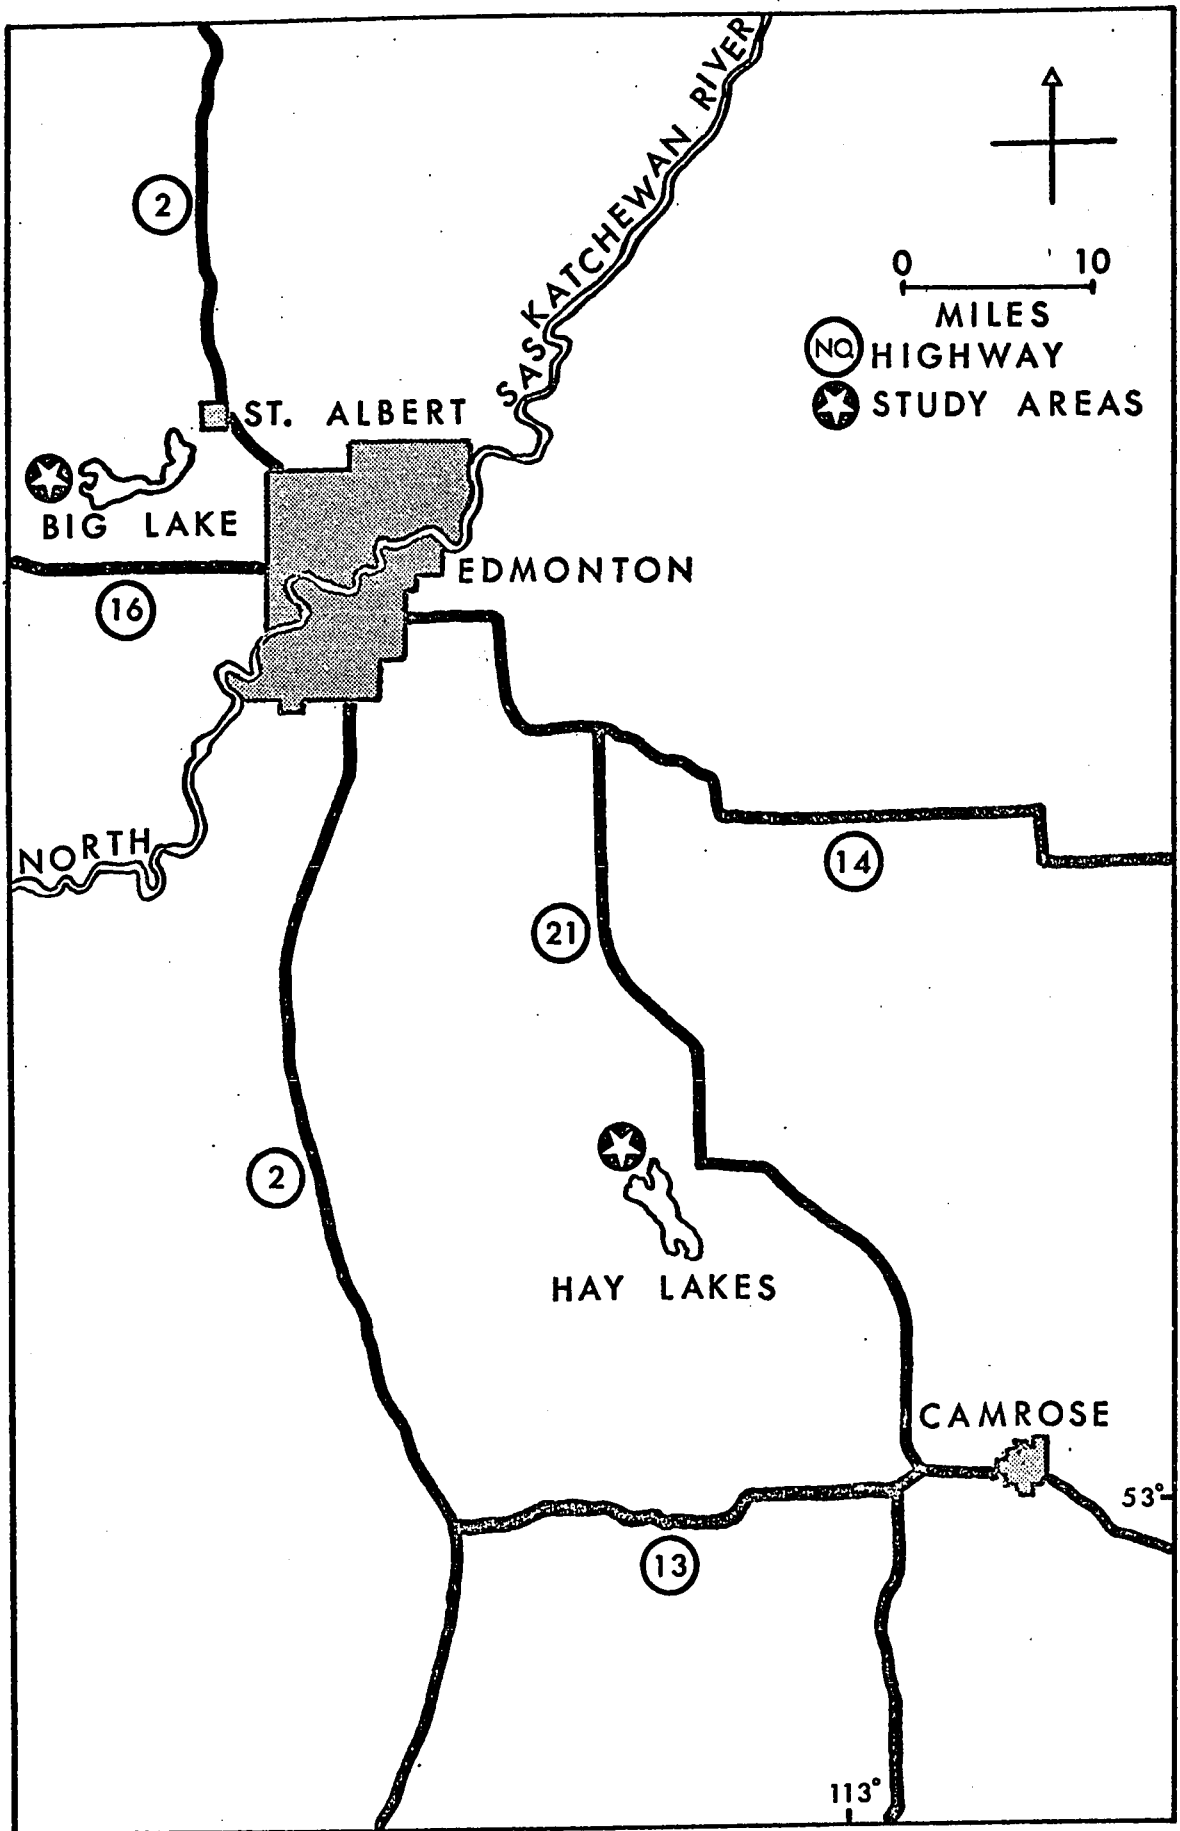 NORTH SASKATCHEWAN RIVER
2
0 10
MILES
NO. HIGHWAY
STUDY AREAS
ST. ALBERT
BIG LAKE
EDMONTON
16
14
21
2
HAY LAKES
CAMROSE
53°
13
113°